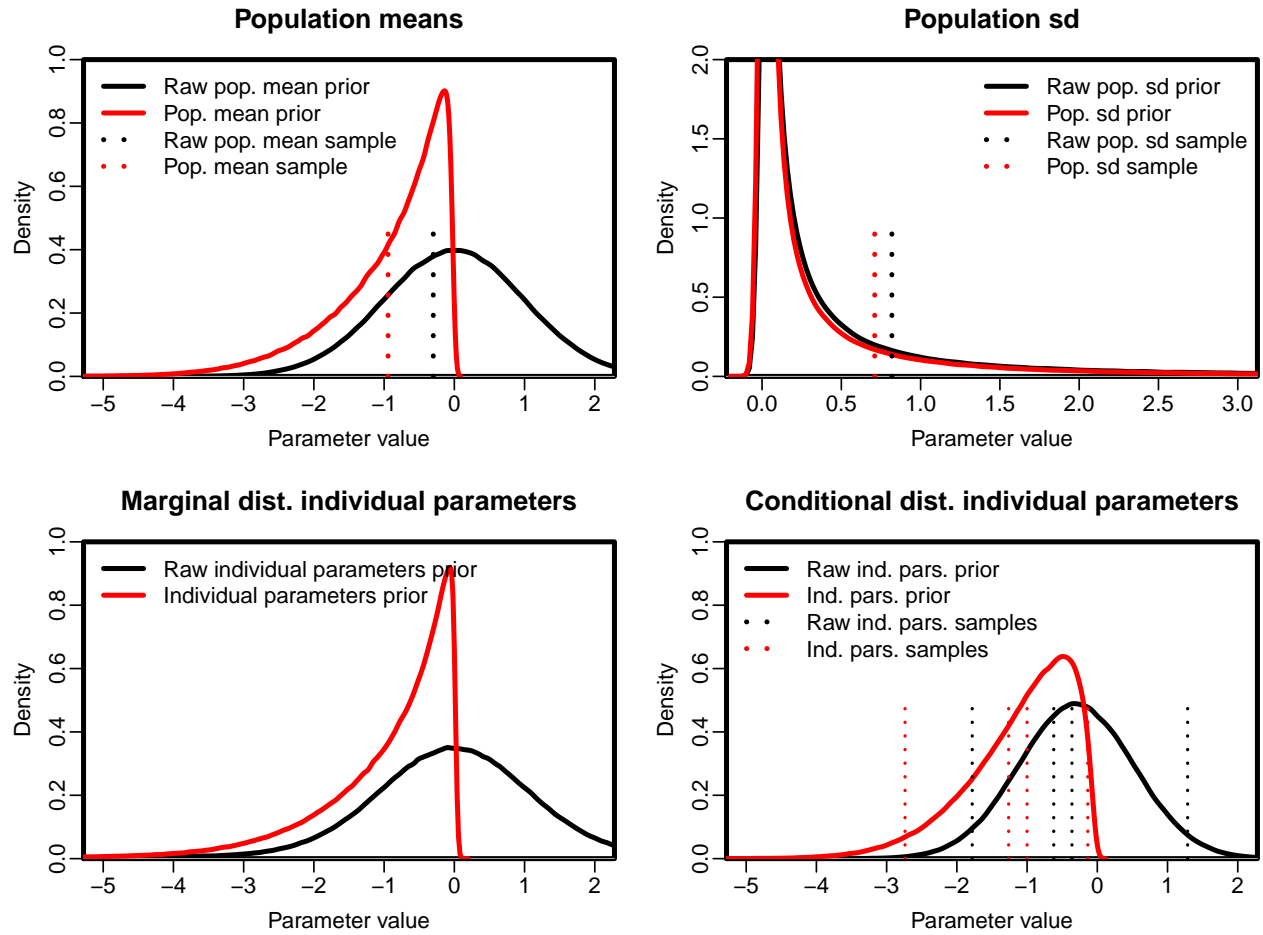 Population means
Density
0.0 0.2 0.4 0.6 0.8 1.0
Raw pop. mean prior
Pop. mean prior
Raw pop. mean sample
Pop. mean sample
−5 −4 −3 −2 −1 0 1 2
Parameter value
Population sd
Density
0.0 0.5 1.0 1.5 2.0
Raw pop. sd prior
Pop. sd prior
Raw pop. sd sample
Pop. sd sample
0.0 0.5 1.0 1.5 2.0 2.5 3.0
Parameter value
Marginal dist. individual parameters
Density
0.0 0.2 0.4 0.6 0.8 1.0
Raw individual parameters prior
Individual parameters prior
−5 −4 −3 −2 −1 0 1 2
Parameter value
Conditional dist. individual parameters
Density
0.0 0.2 0.4 0.6 0.8 1.0
Raw ind. pars. prior
Ind. pars. prior
Raw ind. pars. samples
Ind. pars. samples
−5 −4 −3 −2 −1 0 1 2
Parameter value